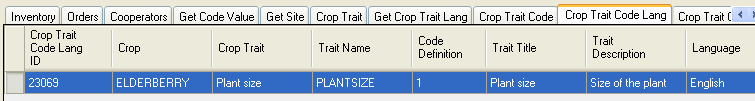 Inventory Orders Cooperators Get Code Value Get Site Crop Trait Get Crop Trait Lang Crop Trait Code Crop Trait Code Lang Crop Trait
Crop Trait Code Lang ID Crop Crop Trait Trait Name Code Definition Trait Title Trait Description Language
23069 ELDERBERRY Plant size PLANTSIZE 1 Plant size Size of the plant English